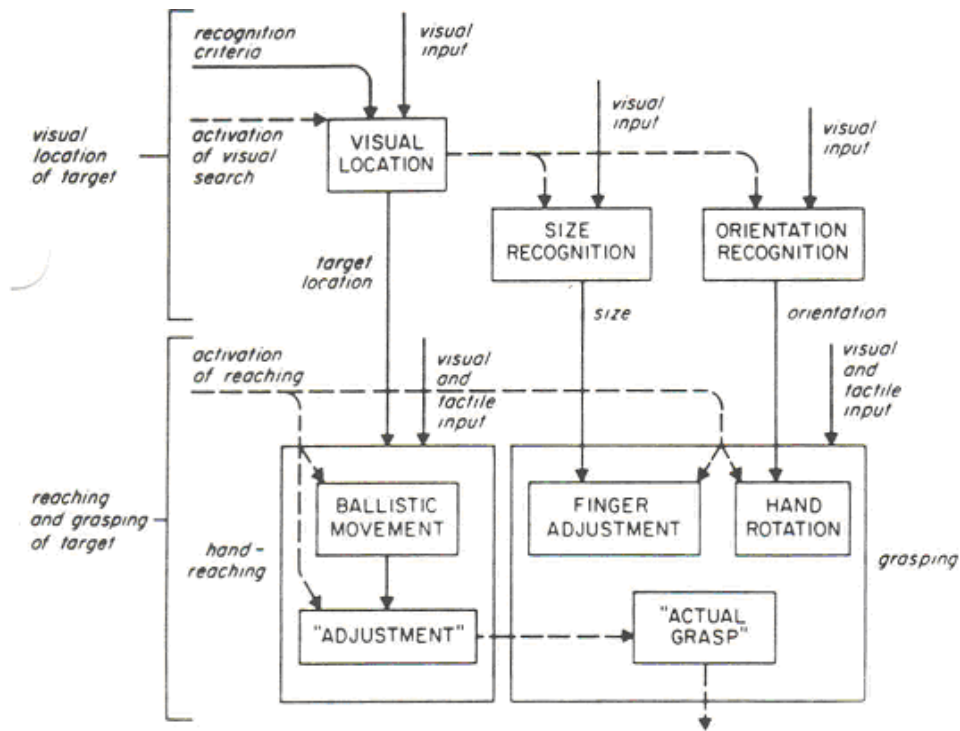 recognition
criteria
visual
input
activation
of visual
search
VISUAL
LOCATION
visual
input
visual
input
visual
location
of target
SIZE
RECOGNITION
ORIENTATION
RECOGNITION
target
location
size
orientation
activation
of reaching
visual
and
tactile
input
visual
and
tactile
input
reaching
and grasping
of target
hand-
reaching
BALLISTIC
MOVEMENT
"ADJUSTMENT"
FINGER
ADJUSTMENT
HAND
ROTATION
grasping
"ACTUAL
GRASP"